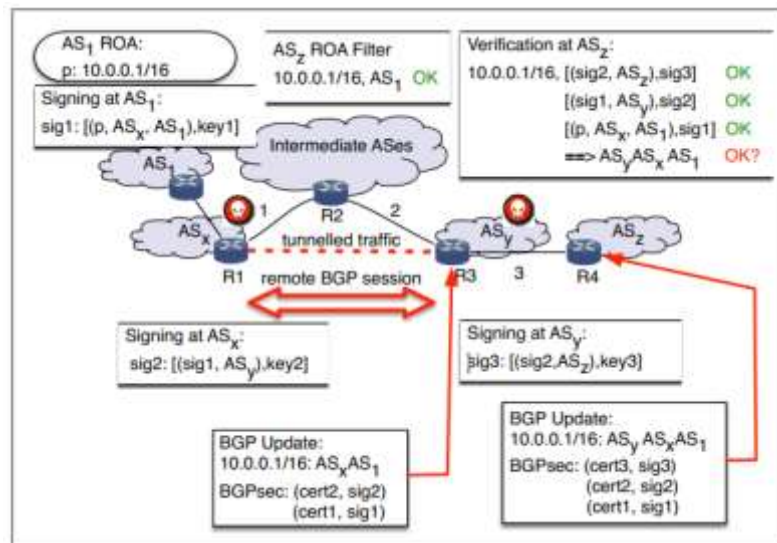 AS1 ROA:
p: 10.0.0.1/16
ASz ROA Filter
10.0.0.1/16, AS1 OK
Verification at ASz:
10.0.0.1/16, [(sig2, ASz),sig3] OK
[(sig1, ASy),sig2] OK
[(p, ASx, AS1),sig1] OK
==> ASyASx AS1 OK?
Signing at AS1:
sig1: [(p, ASx, AS1),key1]
Intermediate ASes
AS1
R2
1
2
ASx
tunnelled traffic
ASy
ASz
R1
R3
3
R4
remote BGP session
Signing at ASx:
sig2: [(sig1, ASy),key2]
Signing at ASy:
sig3: [(sig2,ASz),key3]
BGP Update:
10.0.0.1/16: ASxAS1
BGPsec: (cert2, sig2)
(cert1, sig1)
BGP Update:
10.0.0.1/16: ASy ASxAS1
BGPsec: (cert3, sig3)
(cert2, sig2)
(cert1, sig1)